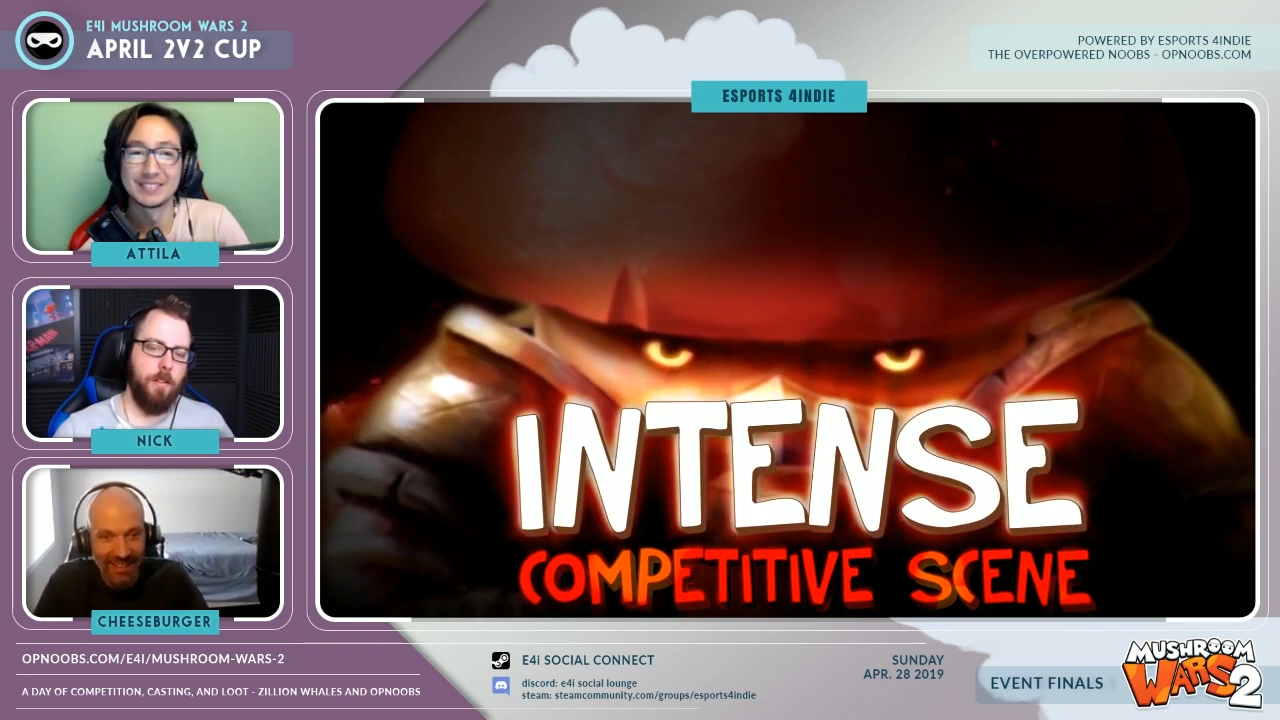 E4I MUSHROOM WARS 2
APRIL 2V2 CUP
POWERED BY ESPORTS 4INDIE
THE OVERPOWERED NOOBS - OPNOOBS.COM
ESPORTS 4INDIE
ATTILA
NICK
CHEESEBURGER
INTENSE
COMPETITIVE SCENE
OPNOOBS.COM/E4I/MUSHROOM-WARS-2
A DAY OF COMPETITION, CASTING, AND LOOT - ZILLION WHALES AND OPNOOBS
E4i SOCIAL CONNECT
discord: e4i social lounge
steam: steamcommunity.com/groups/esports4indie
SUNDAY
APR. 28 2019
EVENT FINALS
MUSHROOM
WARS 2